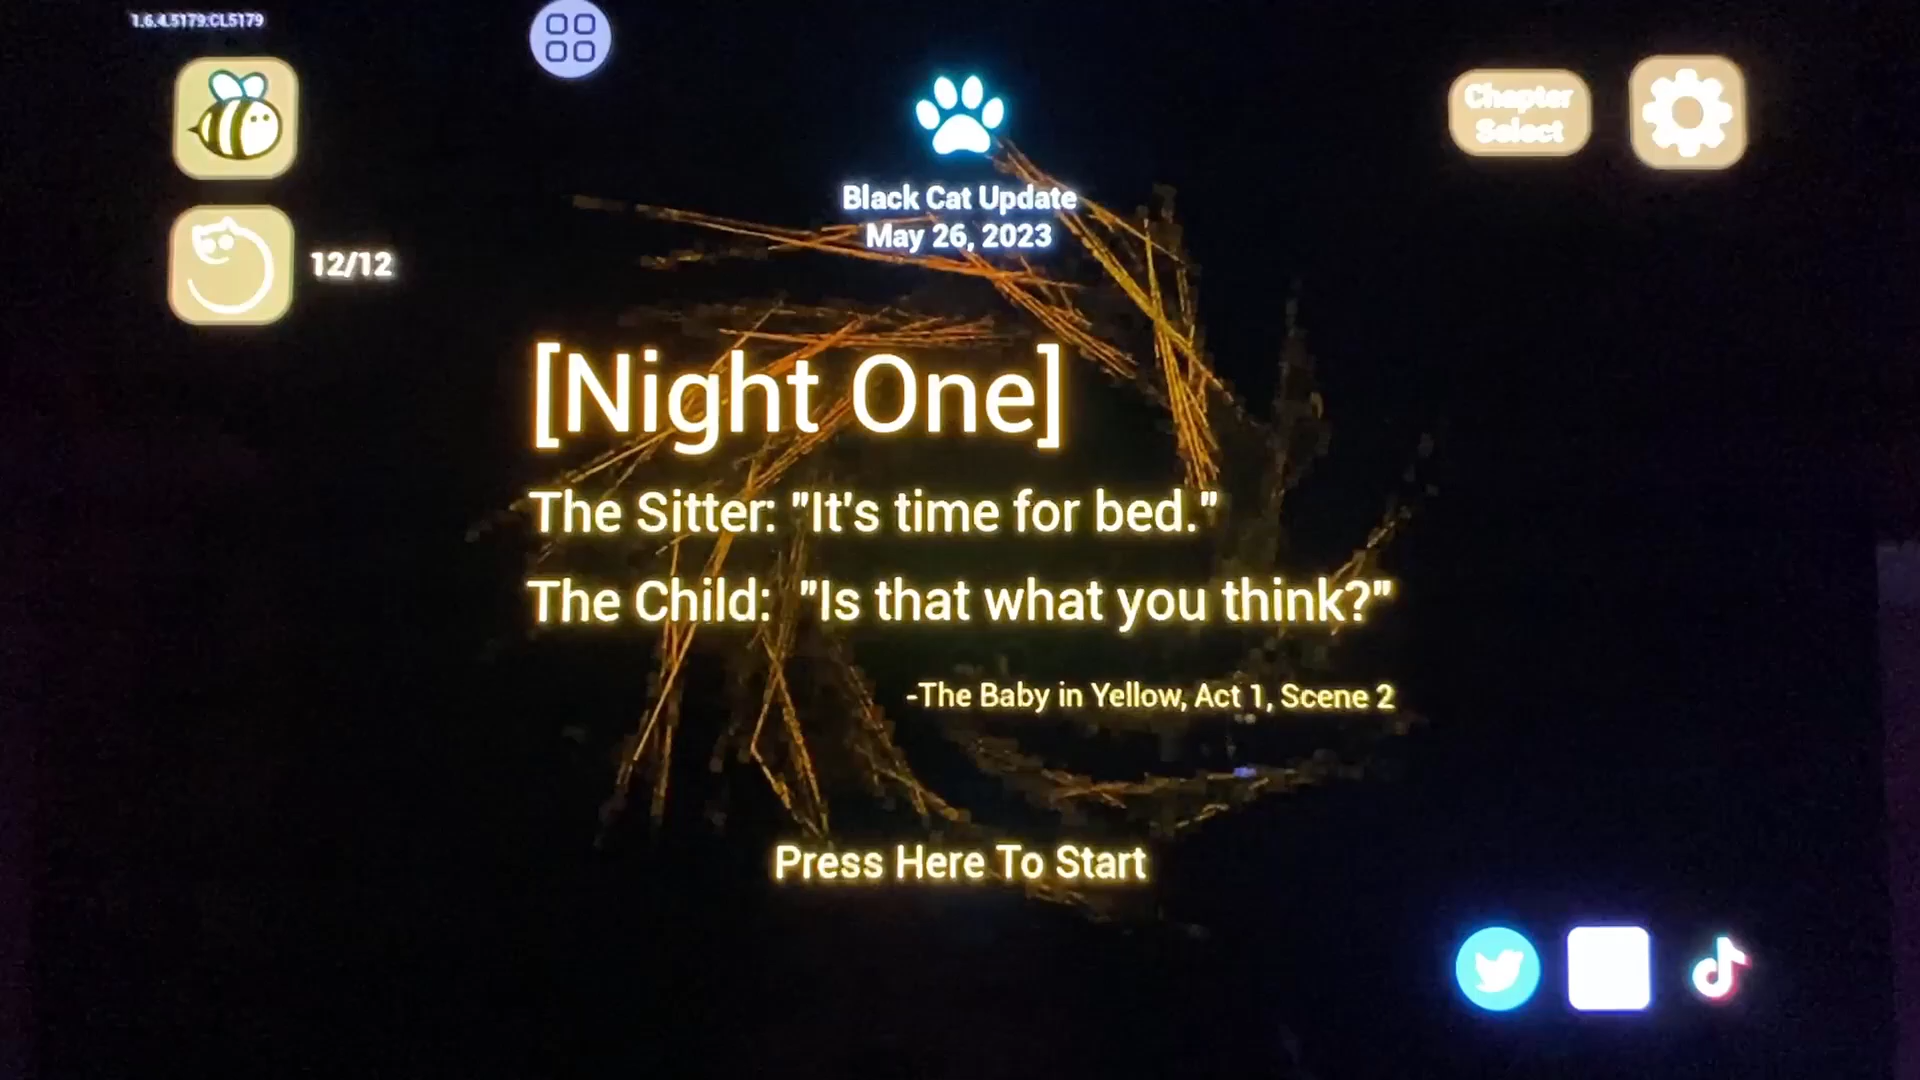 1.6.4.5179:CL5179
Chapter
Select
Black Cat Update
May 26, 2023
12/12
[Night One]
The Sitter: "It's time for bed."
The Child: "Is that what you think?"
-The Baby in Yellow, Act 1, Scene 2
Press Here To Start